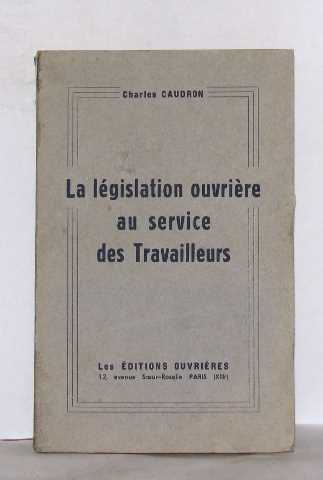 Charles CAUDRON
La législation ouvrière
au service
des Travailleurs
Les ÉDITIONS OUVRIÈRES
12, avenue Sœur-Rosalie PARIS (XIIIᵉ)